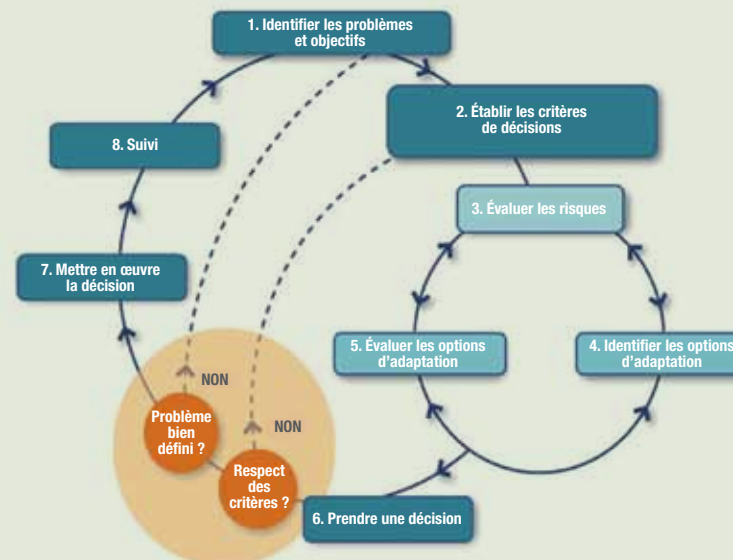 1. Identifier les problèmes
et objectifs
2. Établir les critères
de décisions
3. Évaluer les risques
4. Identifier les options
d'adaptation
5. Évaluer les options
d'adaptation
6. Prendre une décision
Respect
des
critères ?
NON
Problème
bien
défini ?
NON
7. Mettre en œuvre
la décision
8. Suivi